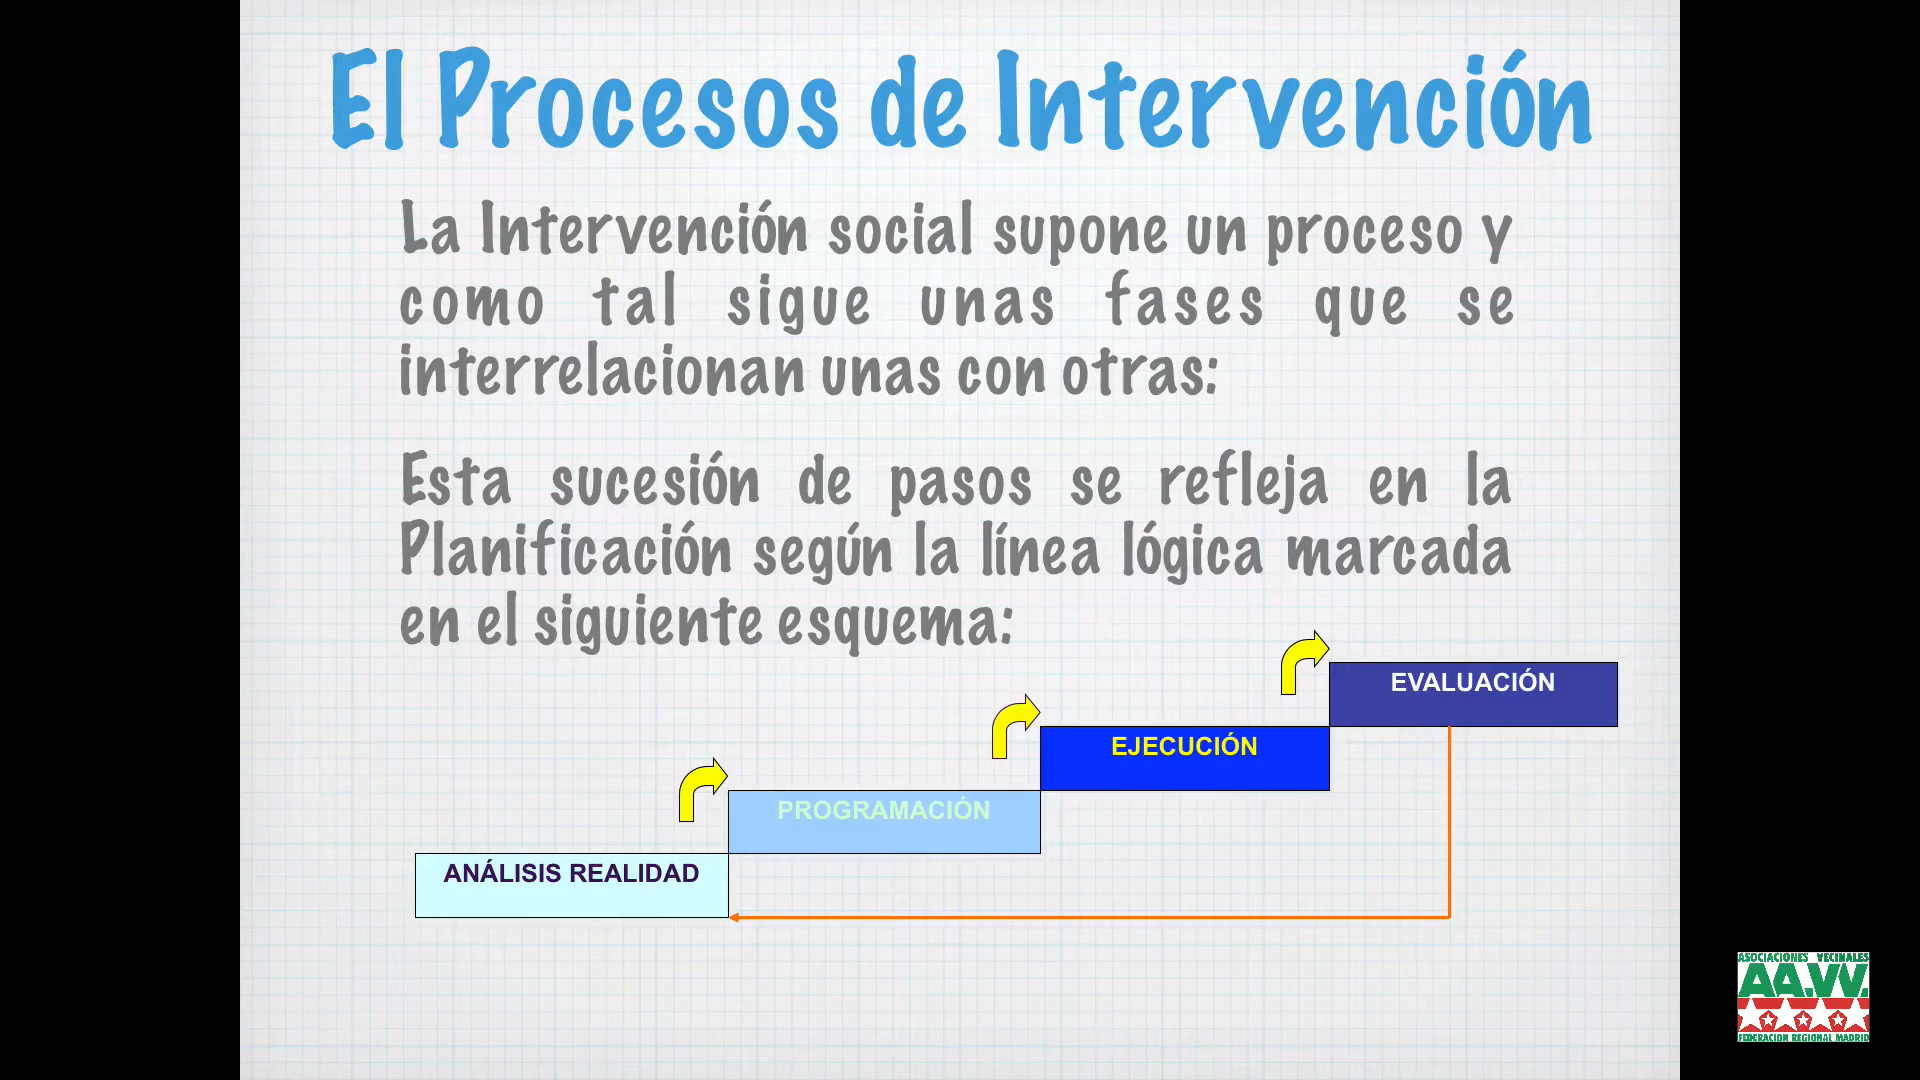 El Procesos de Intervención
La Intervención social supone un proceso y
como tal sigue unas fases que se
interrelacionan unas con otras:
Esta sucesión de pasos se refleja en la
Planificación según la línea lógica marcada
en el siguiente esquema:
EVALUACIÓN
EJECUCIÓN
PROGRAMACIÓN
ANÁLISIS REALIDAD
ASOCIACIONES VECINALES
AA.VV.
FEDERACION REGIONAL MADRID